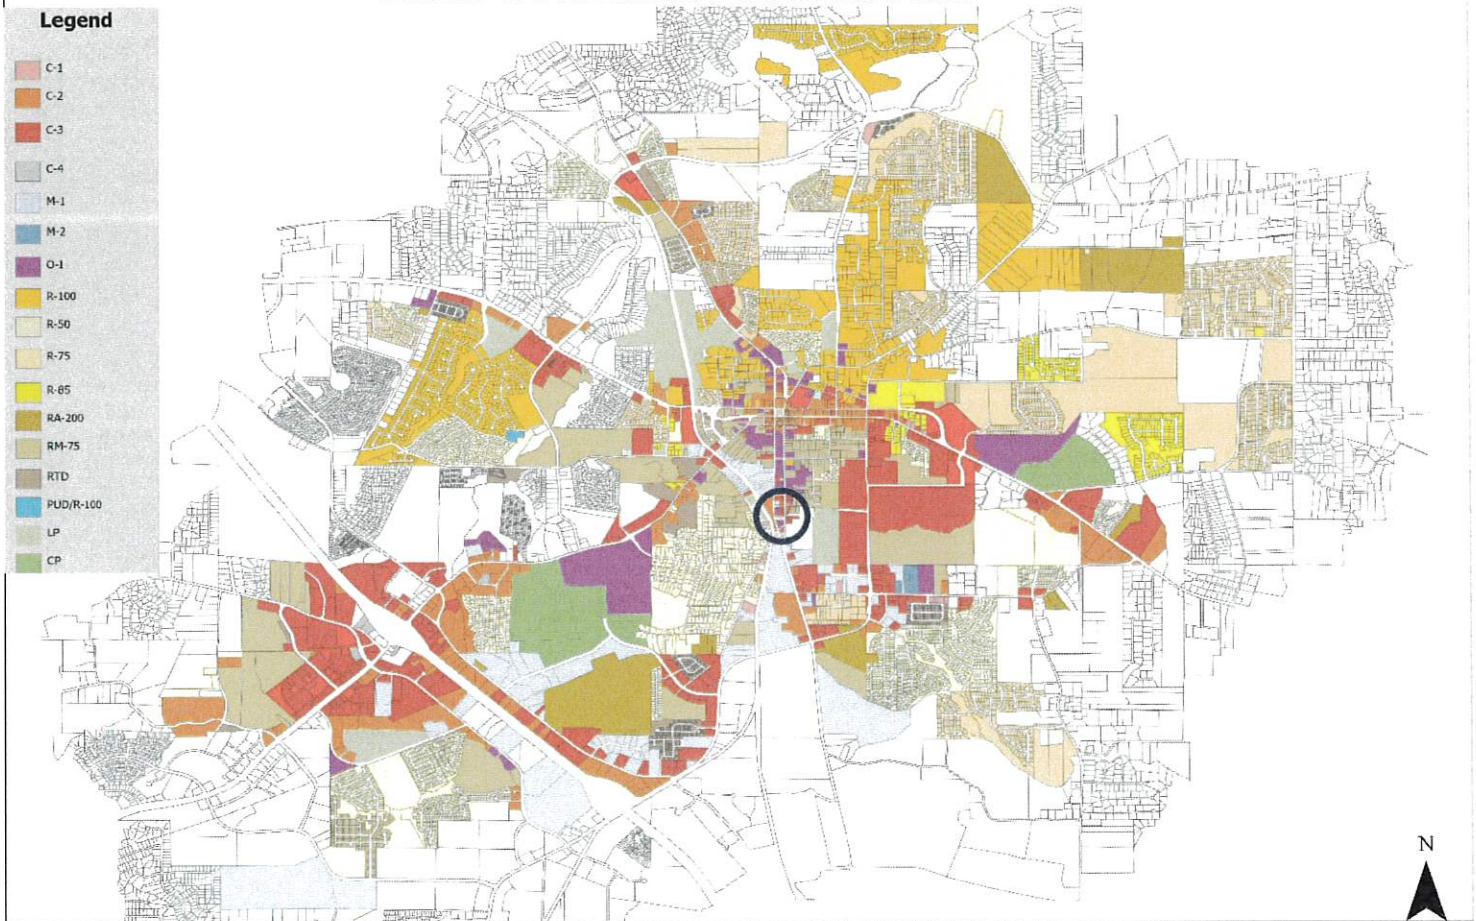 Legend
C-1
C-2
C-3
C-4
M-1
M-2
O-1
R-100
R-50
R-75
R-85
RA-200
RM-75
RTD
PUD/R-100
LP
CP
N